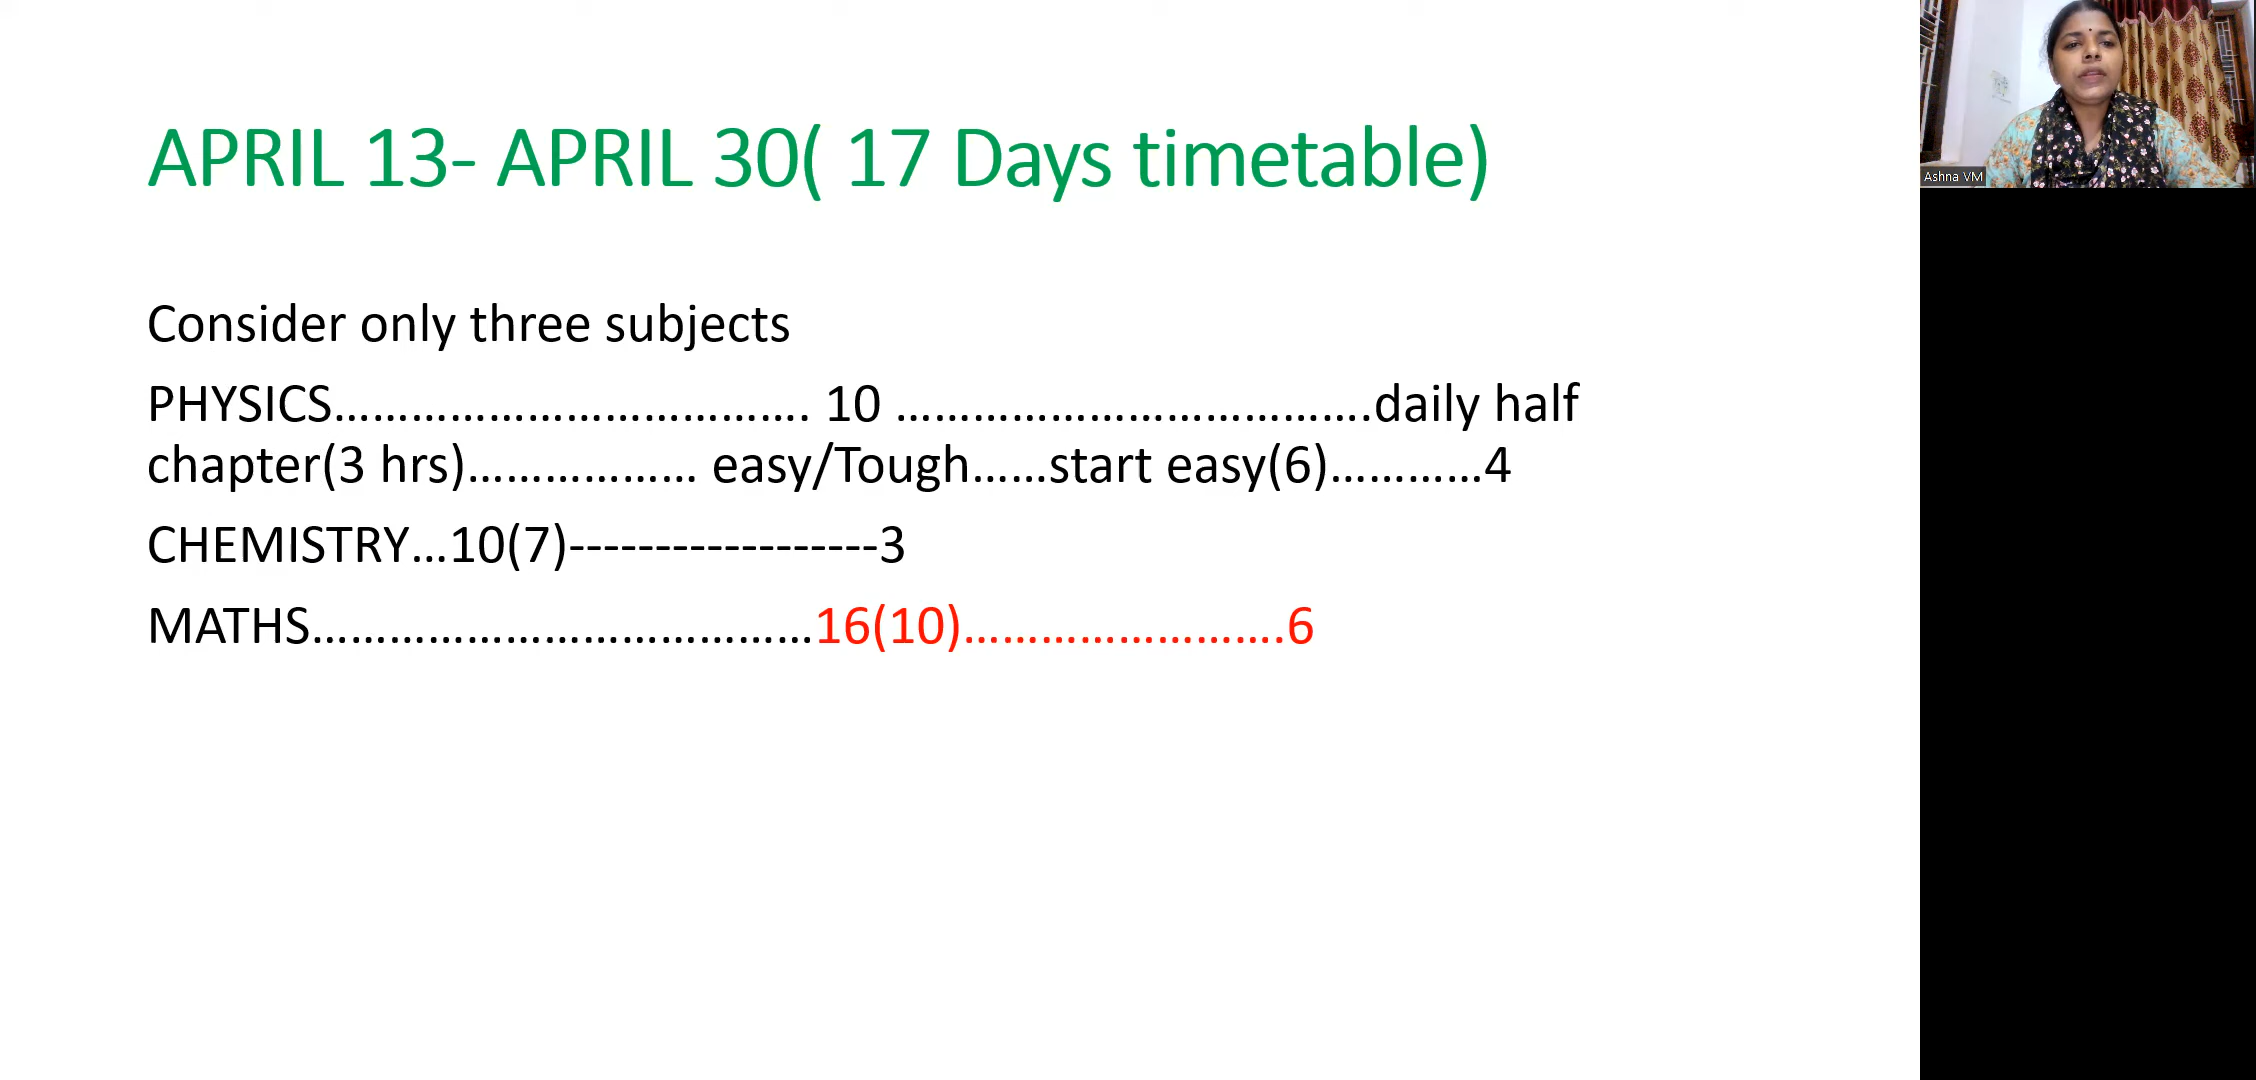 APRIL 13- APRIL 30( 17 Days timetable)
Consider only three subjects
PHYSICS………………………………. 10 ……………………………….daily half
chapter(3 hrs)……………… easy/Tough……start easy(6)…………4
CHEMISTRY…10(7)------------------3
MATHS…………………………………16(10)…………………….6
Ashna VM